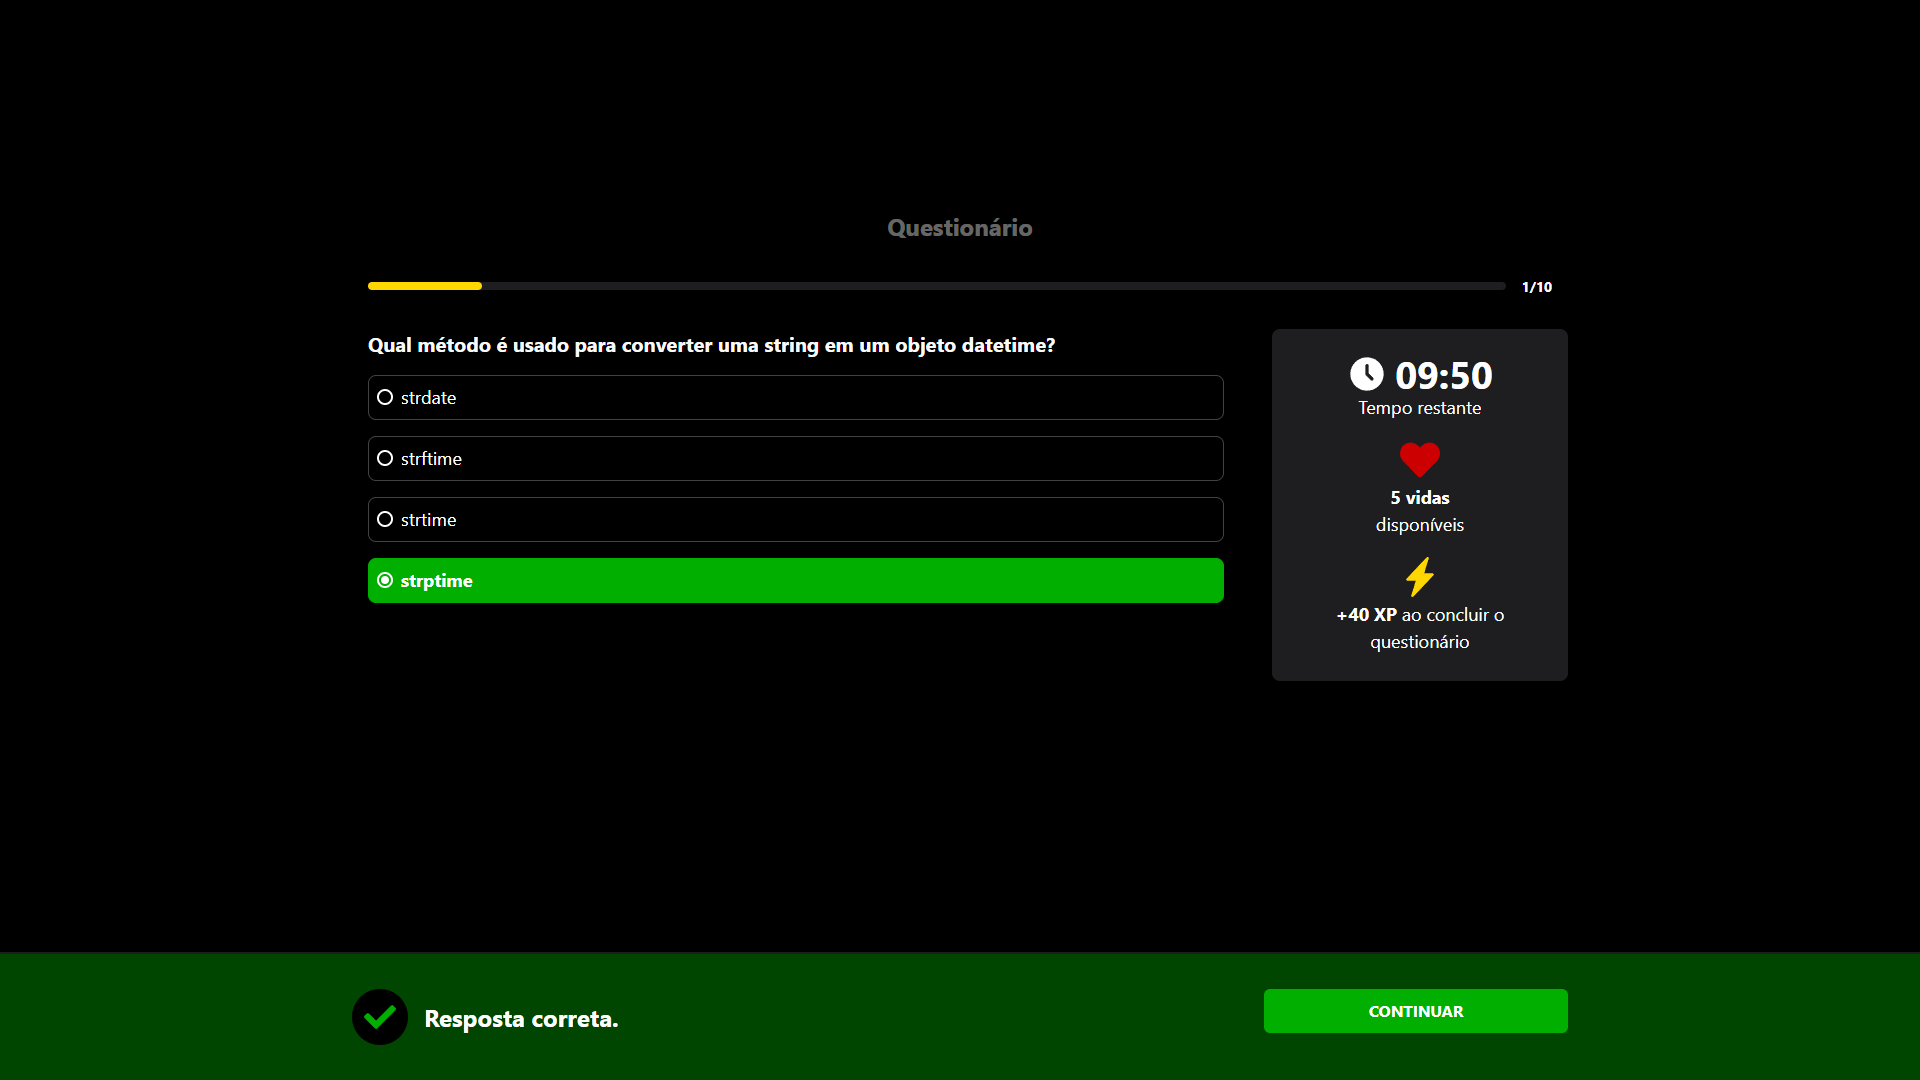 Questionário
1/10
Qual método é usado para converter uma string em um objeto datetime?
strdate
strftime
strtime
strptime
09:50
Tempo restante
5 vidas
disponíveis
+40 XP ao concluir o
questionário
Resposta correta.
CONTINUAR